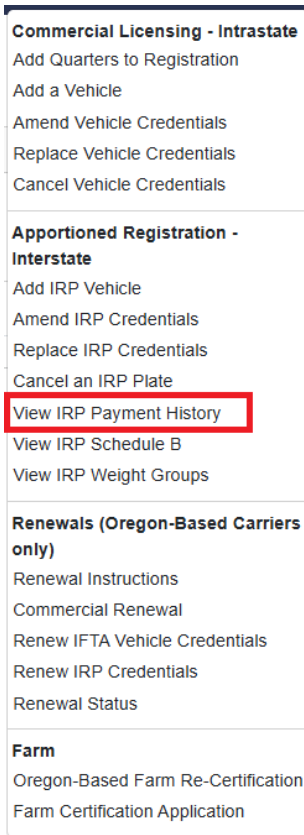 Commercial Licensing - Intrastate
Add Quarters to Registration
Add a Vehicle
Amend Vehicle Credentials
Replace Vehicle Credentials
Cancel Vehicle Credentials
Apportioned Registration -
Interstate
Add IRP Vehicle
Amend IRP Credentials
Replace IRP Credentials
Cancel an IRP Plate
View IRP Payment History
View IRP Schedule B
View IRP Weight Groups
Renewals (Oregon-Based Carriers
only)
Renewal Instructions
Commercial Renewal
Renew IFTA Vehicle Credentials
Renew IRP Credentials
Renewal Status
Farm
Oregon-Based Farm Re-Certification
Farm Certification Application